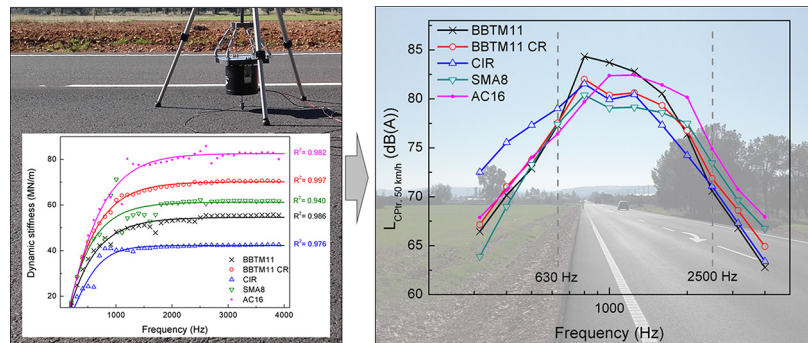 R²= 0.982
R²= 0.997
R²= 0.940
R²= 0.986
R²= 0.976
80
60
40
20
Dynamic stiffness (MN/m)
BBTM11
BBTM11 CR
CIR
SMA8
AC16
0
1000
2000
3000
4000
Frequency (Hz)
BBTM11
BBTM11 CR
CIR
SMA8
AC16
85
80
75
70
65
60
L CPtr, 50 km/h (dB(A))
630 Hz
2500 Hz
1000
Frequency (Hz)